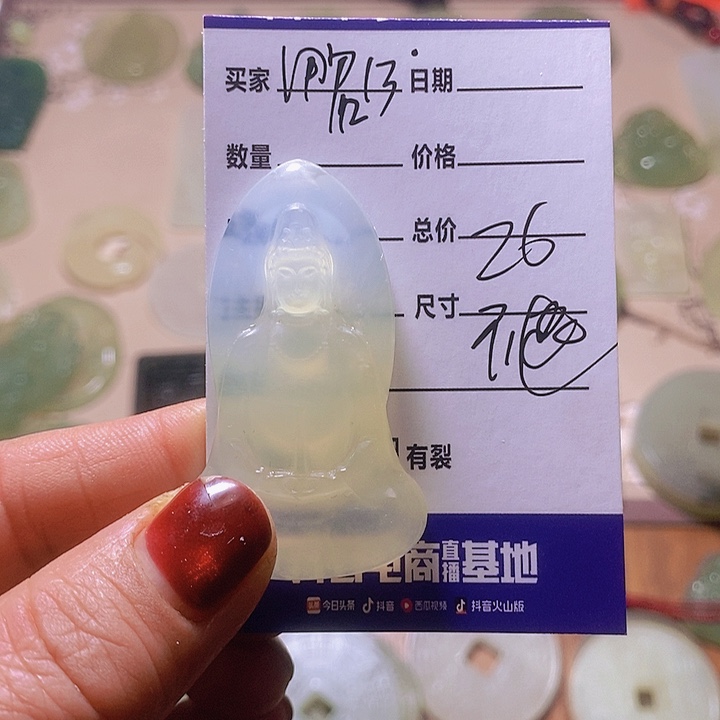 买家 日期
数量 价格
总价 26
尺寸
有裂
电商直播基地
今日头条 抖音 西瓜视频 抖音火山版